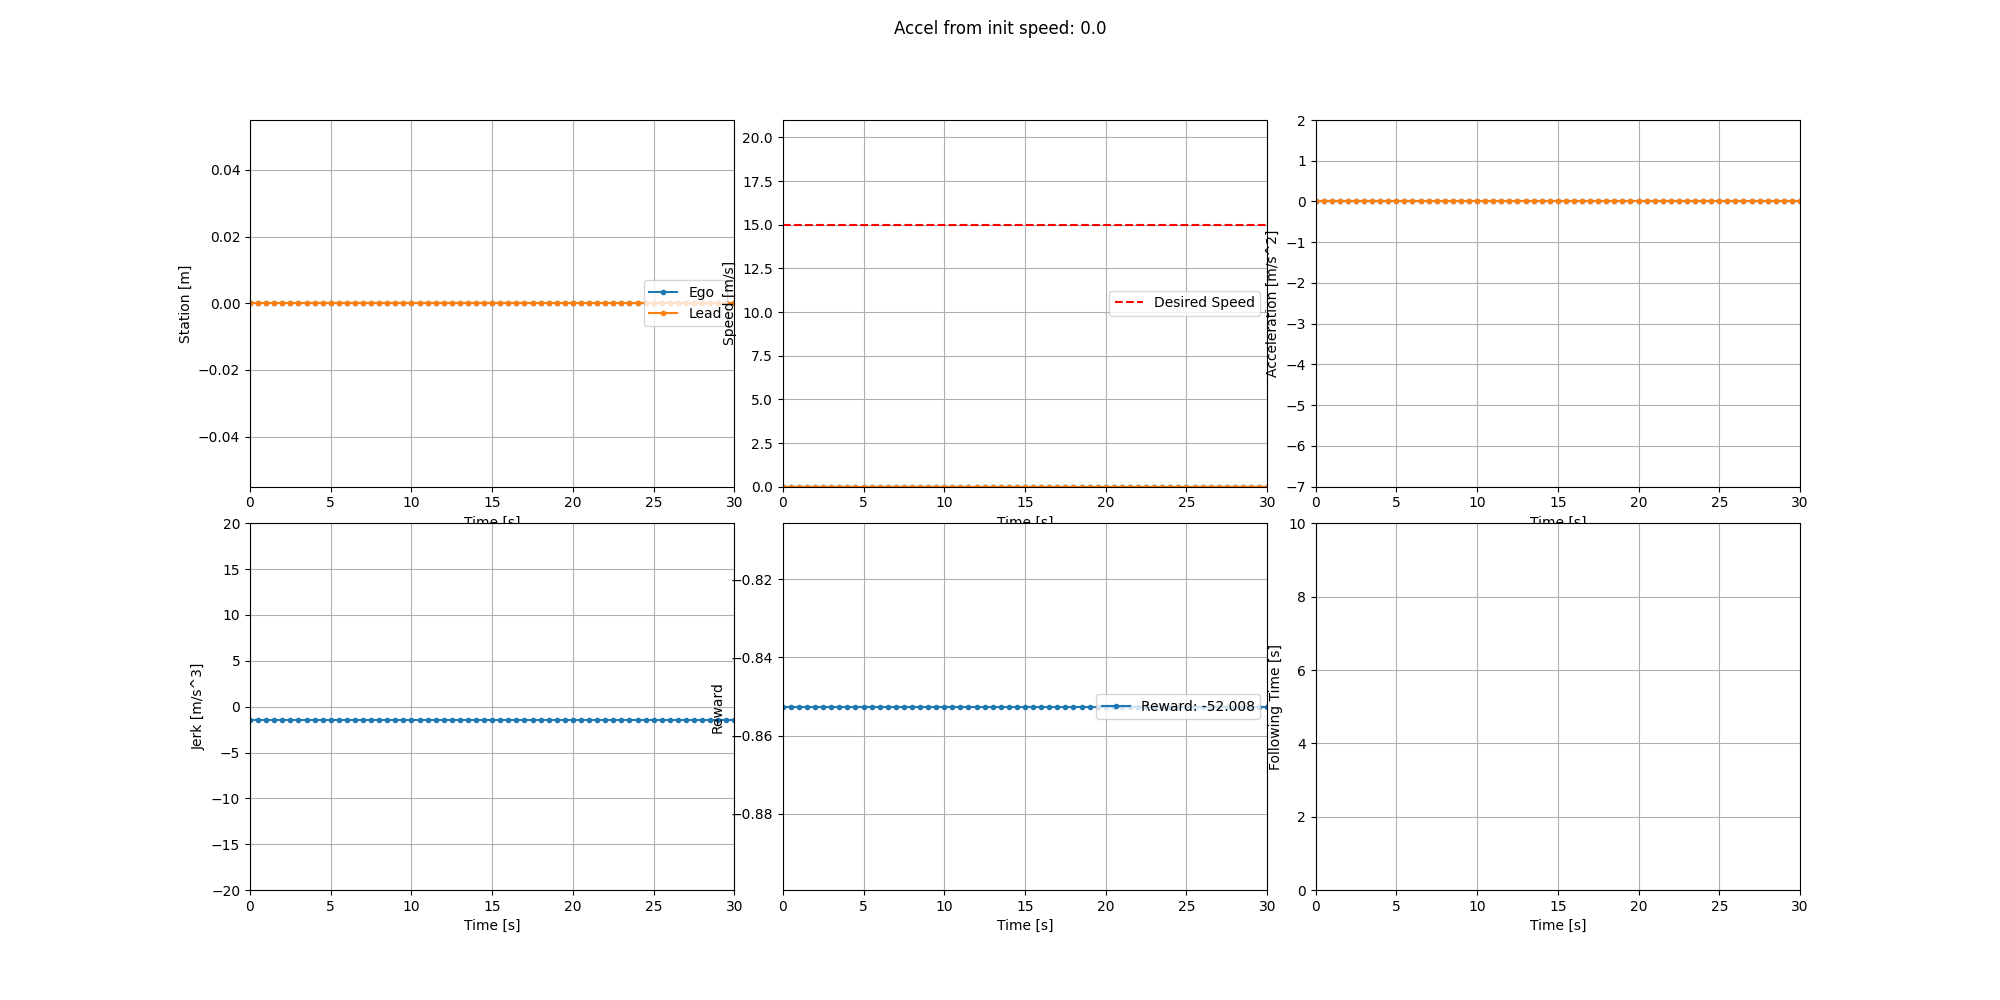 Accel from init speed: 0.0
0.04
0.02
0.00
−0.02
−0.04
Station [m]
Ego
Lead
0 5 10 15 20 25 30
Time [s]
20.0
17.5
15.0
12.5
10.0
7.5
5.0
2.5
0.0
Speed [m/s]
Desired Speed
0 5 10 15 20 25 30
Time [s]
2
1
0
−1
−2
−3
−4
−5
−6
−7
Acceleration [m/s^2]
0 5 10 15 20 25 30
Time [s]
20
15
10
5
0
−5
−10
−15
−20
Jerk [m/s^3]
0 5 10 15 20 25 30
Time [s]
−0.82
−0.84
−0.86
−0.88
Reward
Reward: -52.008
0 5 10 15 20 25 30
Time [s]
10
8
6
4
2
0
Following Time [s]
0 5 10 15 20 25 30
Time [s]